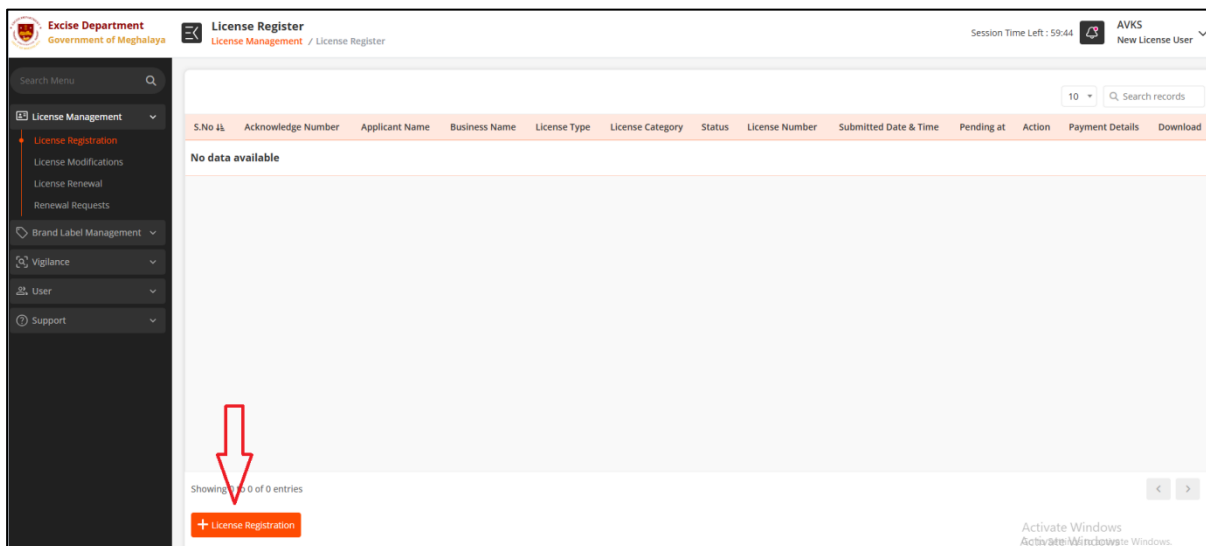 Excise Department
Government of Meghalaya
License Register
License Management / License Register
Session Time Left : 59:44
AVKS
New License User
Search Menu
License Management
License Registration
License Modifications
License Renewal
Renewal Requests
Brand Label Management
Vigilance
User
Support
10
Search records
S.No Acknowledge Number Applicant Name Business Name License Type License Category Status License Number Submitted Date & Time Pending at Action Payment Details Download
No data available
Showing 0 to 0 of 0 entries
+ License Registration
Activate Windows